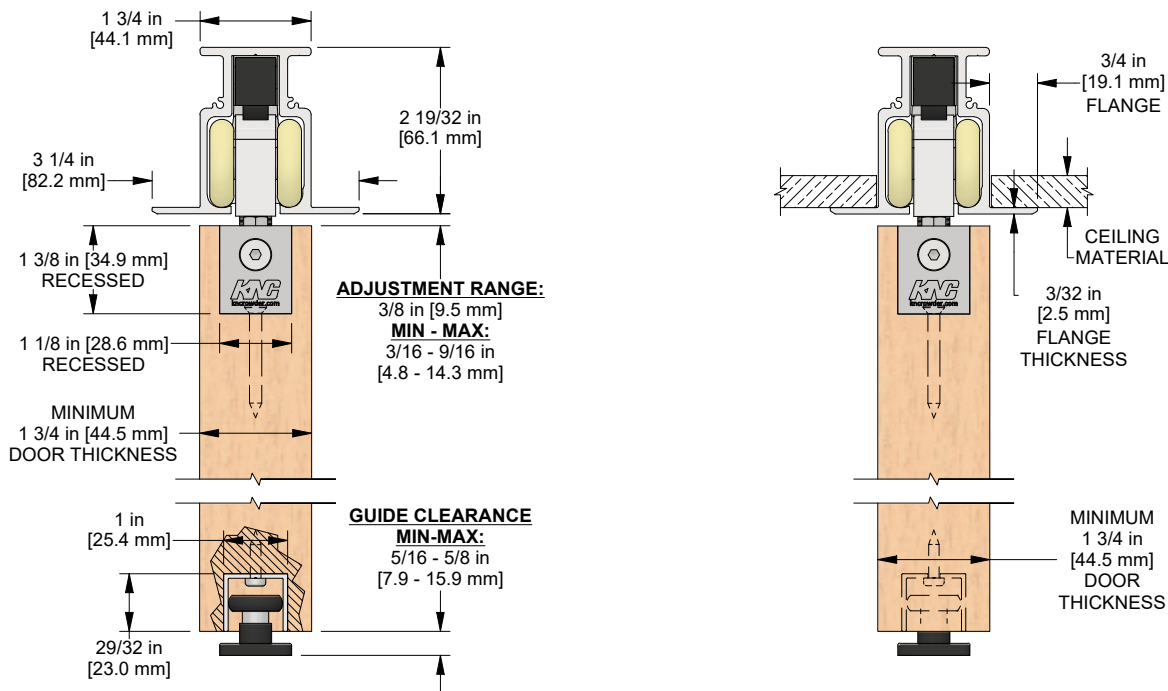 1 3/4 in
[44.1 mm]
2 19/32 in
[66.1 mm]
3 1/4 in
[82.2 mm]
1 3/8 in [34.9 mm]
RECESSED
KNC
kncrowder.com
ADJUSTMENT RANGE:
3/8 in [9.5 mm]
MIN - MAX:
3/16 - 9/16 in
[4.8 - 14.3 mm]
1 1/8 in [28.6 mm]
RECESSED
MINIMUM
1 3/4 in [44.5 mm]
DOOR THICKNESS
1 in
[25.4 mm]
GUIDE CLEARANCE
MIN-MAX:
5/16 - 5/8 in
[7.9 - 15.9 mm]
29/32 in
[23.0 mm]
3/4 in
[19.1 mm]
FLANGE
CEILING
MATERIAL
KNC
kncrowder.com
3/32 in
[2.5 mm]
FLANGE
THICKNESS
MINIMUM
1 3/4 in
[44.5 mm]
DOOR
THICKNESS